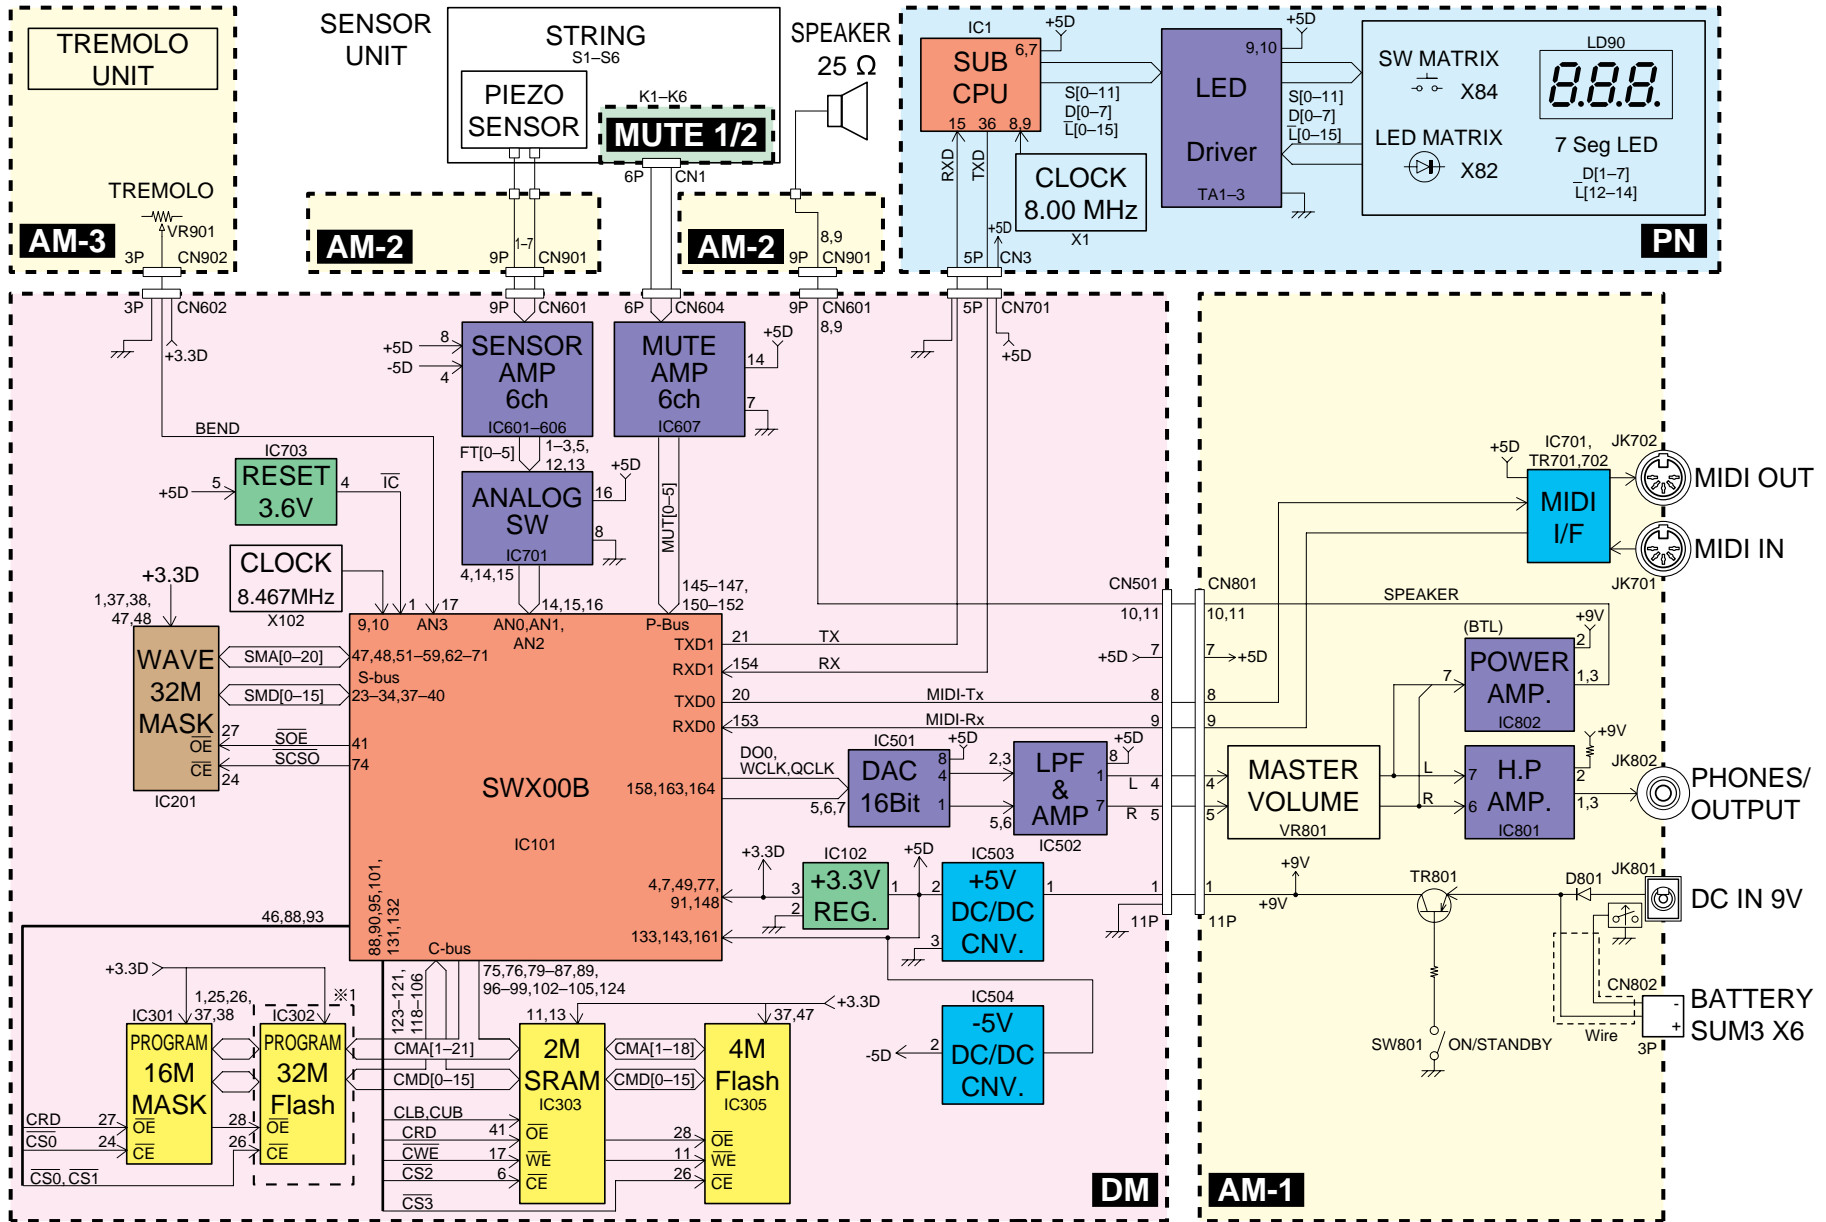 TREMOLO
UNIT
TREMOLO
VR901
AM-3
3P
CN902
SENSOR
UNIT
STRING
S1–S6
PIEZO
SENSOR
K1–K6
MUTE 1/2
6P
CN1
SPEAKER
25 Ω
AM-2
1–7
9P
CN901
AM-2
8,9
9P
CN901
IC1
+5D
6,7
SUB
CPU
15
36
8,9
RXD
TXD
CLOCK
8.00 MHz
X1
S[0–11]
D[0–7]
L[0–15]
+5D
9,10
LED
Driver
TA1–3
S[0–11]
D[0–7]
L[0–15]
SW MATRIX
X84
LED MATRIX
X82
LD90
8.8.8.
7 Seg LED
D[1–7]
L[12–14]
PN
+5D
5P
CN3
3P
CN602
+3.3D
9P
CN601
6P
CN604
9P
CN601
8,9
5P
CN701
+5D
+5D
8
-5D
4
SENSOR
AMP
6ch
IC601–606
MUTE
AMP
6ch
IC607
+5D
14
7
BEND
FT[0–5]
1–3,5,
12,13
IC703
RESET
3.6V
+5D
5
4
IC
ANALOG
SW
IC701
+5D
16
8
MUT[0–5]
CLOCK
8.467MHz
X102
4,14,15
14,15,16
145–147,
150–152
+3.3D
1,37,38,
47,48
1
17
9,10
AN3
AN0,AN1,
AN2
P-Bus
WAVE
32M
MASK
OE
CE
27
24
IC201
SMA[0–20]
SMD[0–15]
SOE
SCSO
47,48,51–59,62–71
S-bus
23–34,37–40
41
74
SWX00B
IC101
TXD1
21
TX
RXD1
154
RX
TXD0
20
MIDI-Tx
RXD0
153
MIDI-Rx
DO0,
WCLK,QCLK
158,163,164
5,6,7
IC501
+5D
8
DAC
16Bit
4
1
2,3
5,6
LPF
&
AMP
IC502
+5D
8
1
7
L
4
R
5
CN501
10,11
+5D
7
8
9
CN801
10,11
7
+5D
8
9
4
5
+3.3D
4,7,49,77,
91,148
133,143,161
IC102
+3.3V
REG.
3
2
1
+5D
IC503
+5V
DC/DC
CNV.
2
3
1
1
11P
1
11P
IC504
-5V
DC/DC
CNV.
-5D
2
46,88,93
88,90,95,101,
131,132
C-bus
123–121,
118–106
75,76,79–87,89,
96–99,102–105,124
+3.3D
1,25,26,
37,38
※1
IC301
IC302
PROGRAM
16M
MASK
OE
CE
PROGRAM
32M
Flash
OE
CE
CRD
27
CS0
24
28
26
CS0, CS1
CMA[1–21]
CMD[0–15]
11,13
2M
SRAM
IC303
OE
WE
CE
CLB,CUB
CRD
41
CWE
17
CS2
6
CS3
CMA[1–18]
CMD[0–15]
+3.3D
37,47
4M
Flash
IC305
OE
WE
CE
28
11
26
DM
AM-1
+5D
IC701,
TR701,702
MIDI
I/F
JK702
MIDI OUT
MIDI IN
JK701
SPEAKER
(BTL)
+9V
2
POWER
AMP.
IC802
7
1,3
MASTER
VOLUME
VR801
L
R
7
6
H.P
AMP.
IC801
+9V
2
1,3
JK802
PHONES/
OUTPUT
+9V
+9V
TR801
D801
JK801
DC IN 9V
SW801
ON/STANDBY
CN802
-
+
Wire
3P
BATTERY
SUM3 X6